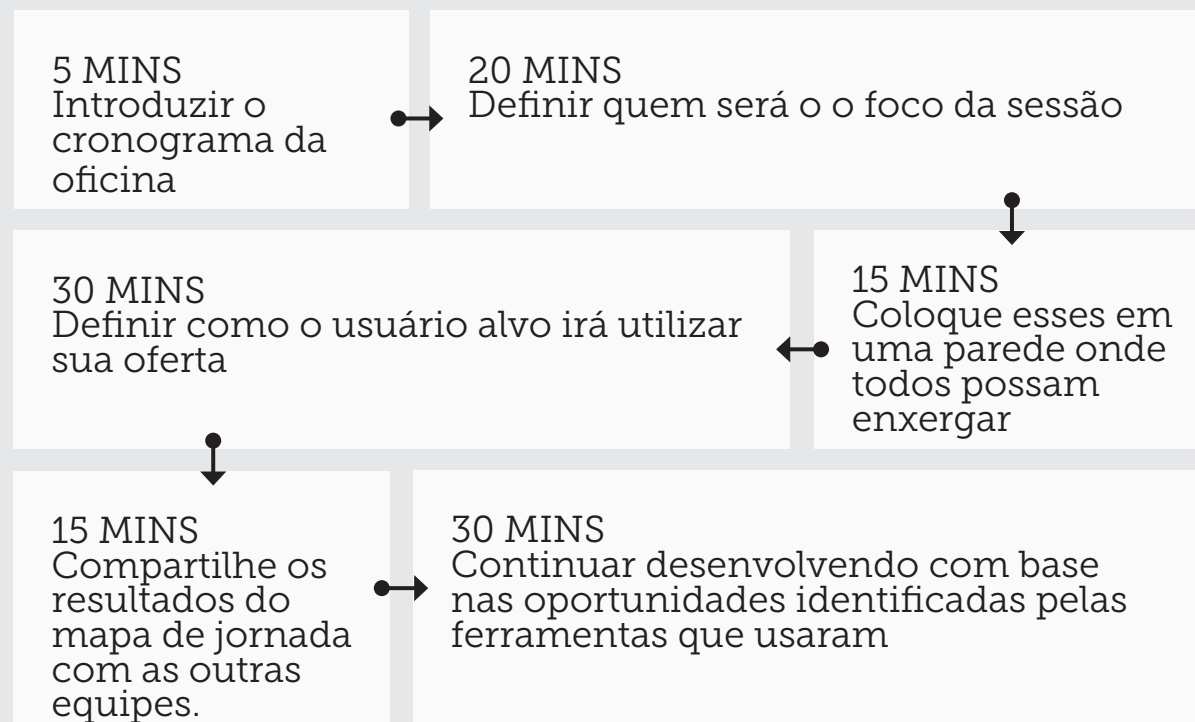 5 MINS
Introduzir o
cronograma da
oficina
20 MINS
Definir quem será o o foco da sessão
15 MINS
Coloque esses em
uma parede onde
todos possam
enxergar
30 MINS
Definir como o usuário alvo irá utilizar
sua oferta
15 MINS
Compartilhe os
resultados do
mapa de jornada
com as outras
equipes.
30 MINS
Continuar desenvolvendo com base
nas oportunidades identificadas pelas
ferramentas que usaram